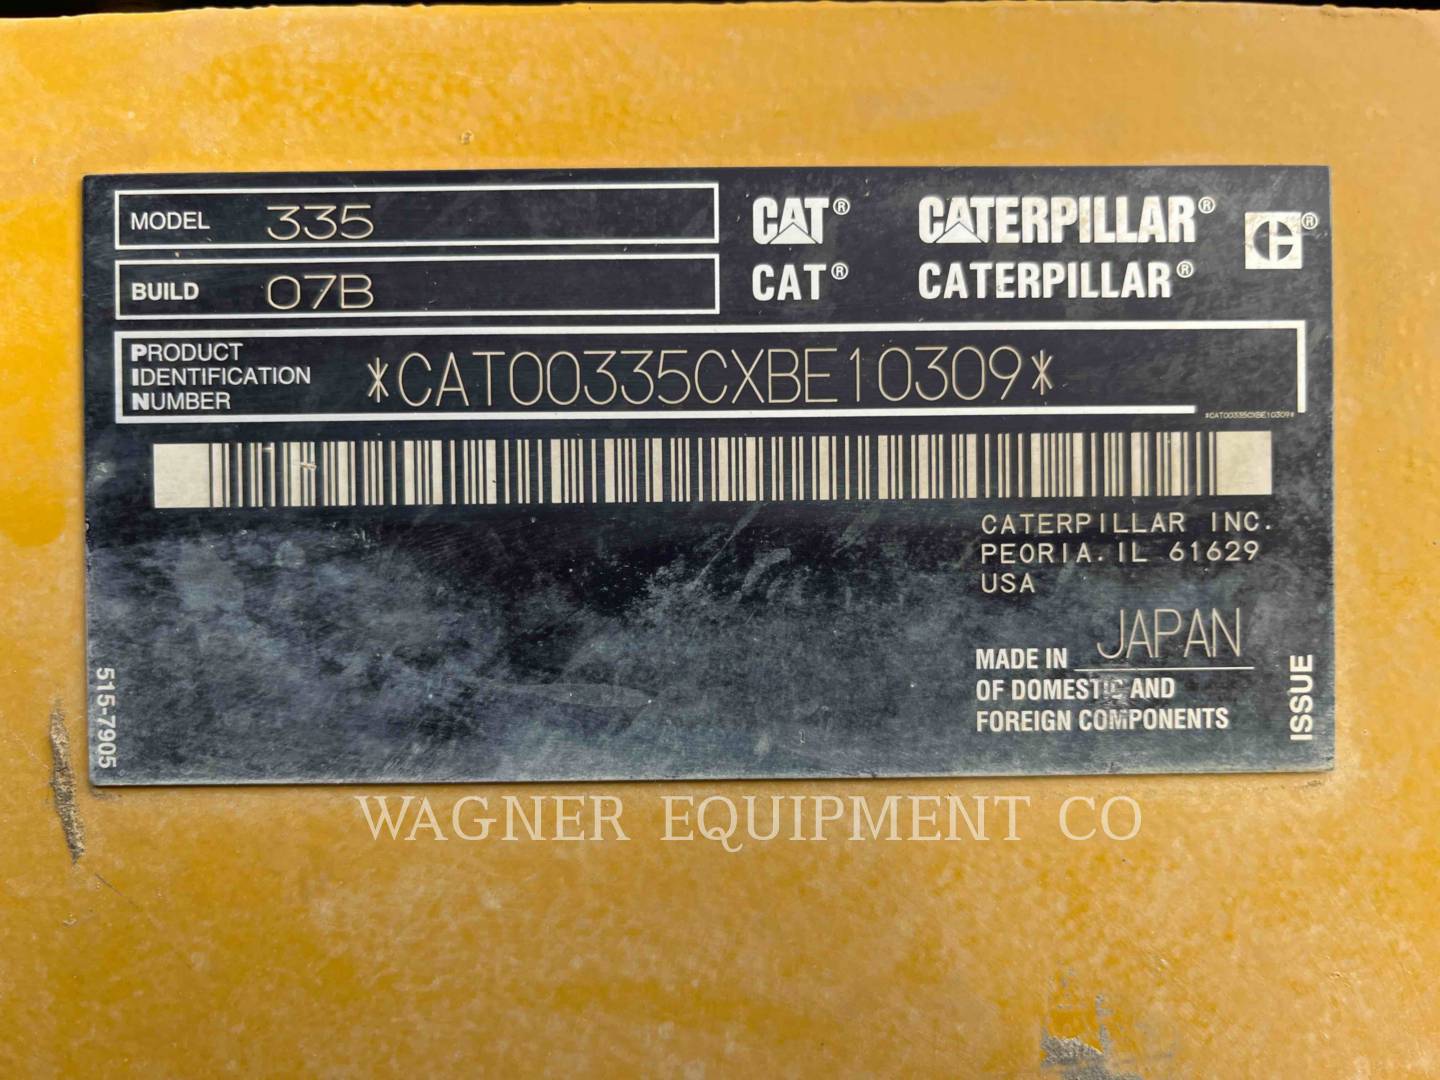 MODEL 335
BUILD 07B
CAT® CATERPILLAR® ®
CAT® CATERPILLAR®
PRODUCT
IDENTIFICATION
NUMBER
*CAT00335CXBE10309*
*CAT00335CXBE10309*
CATERPILLAR INC.
PEORIA. IL 61629
USA
MADE IN JAPAN
OF DOMESTIC AND
FOREIGN COMPONENTS
515-7905
ISSUE
WAGNER EQUIPMENT CO